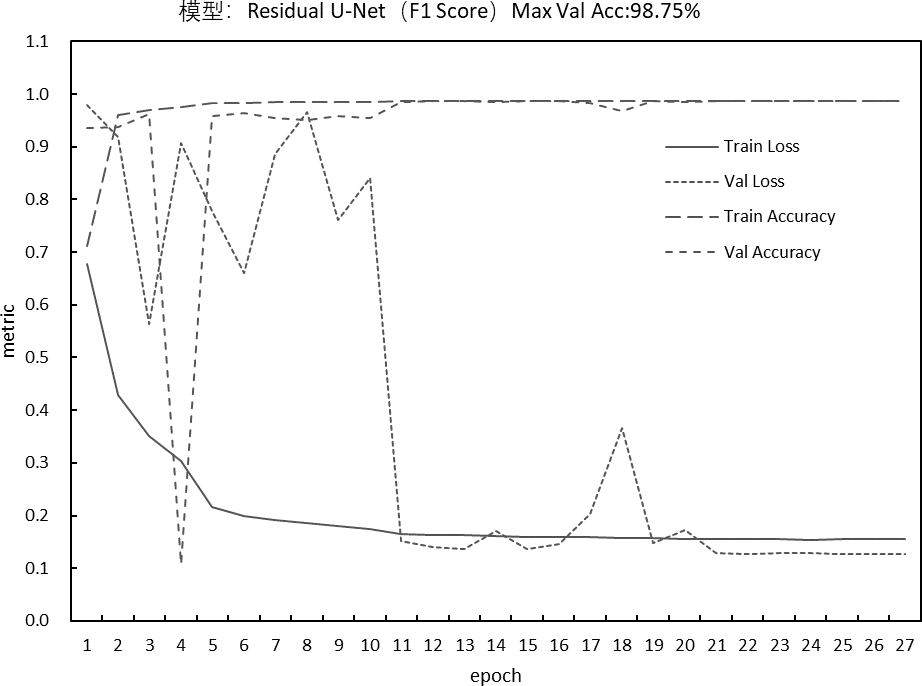 模型：Residual U-Net（F1 Score）Max Val Acc:98.75%
1.1
1.0
0.9
0.8
0.7
0.6
0.5
0.4
0.3
0.2
0.1
0.0
metric
Train Loss
Val Loss
Train Accuracy
Val Accuracy
1 2 3 4 5 6 7 8 9 10 11 12 13 14 15 16 17 18 19 20 21 22 23 24 25 26 27
epoch